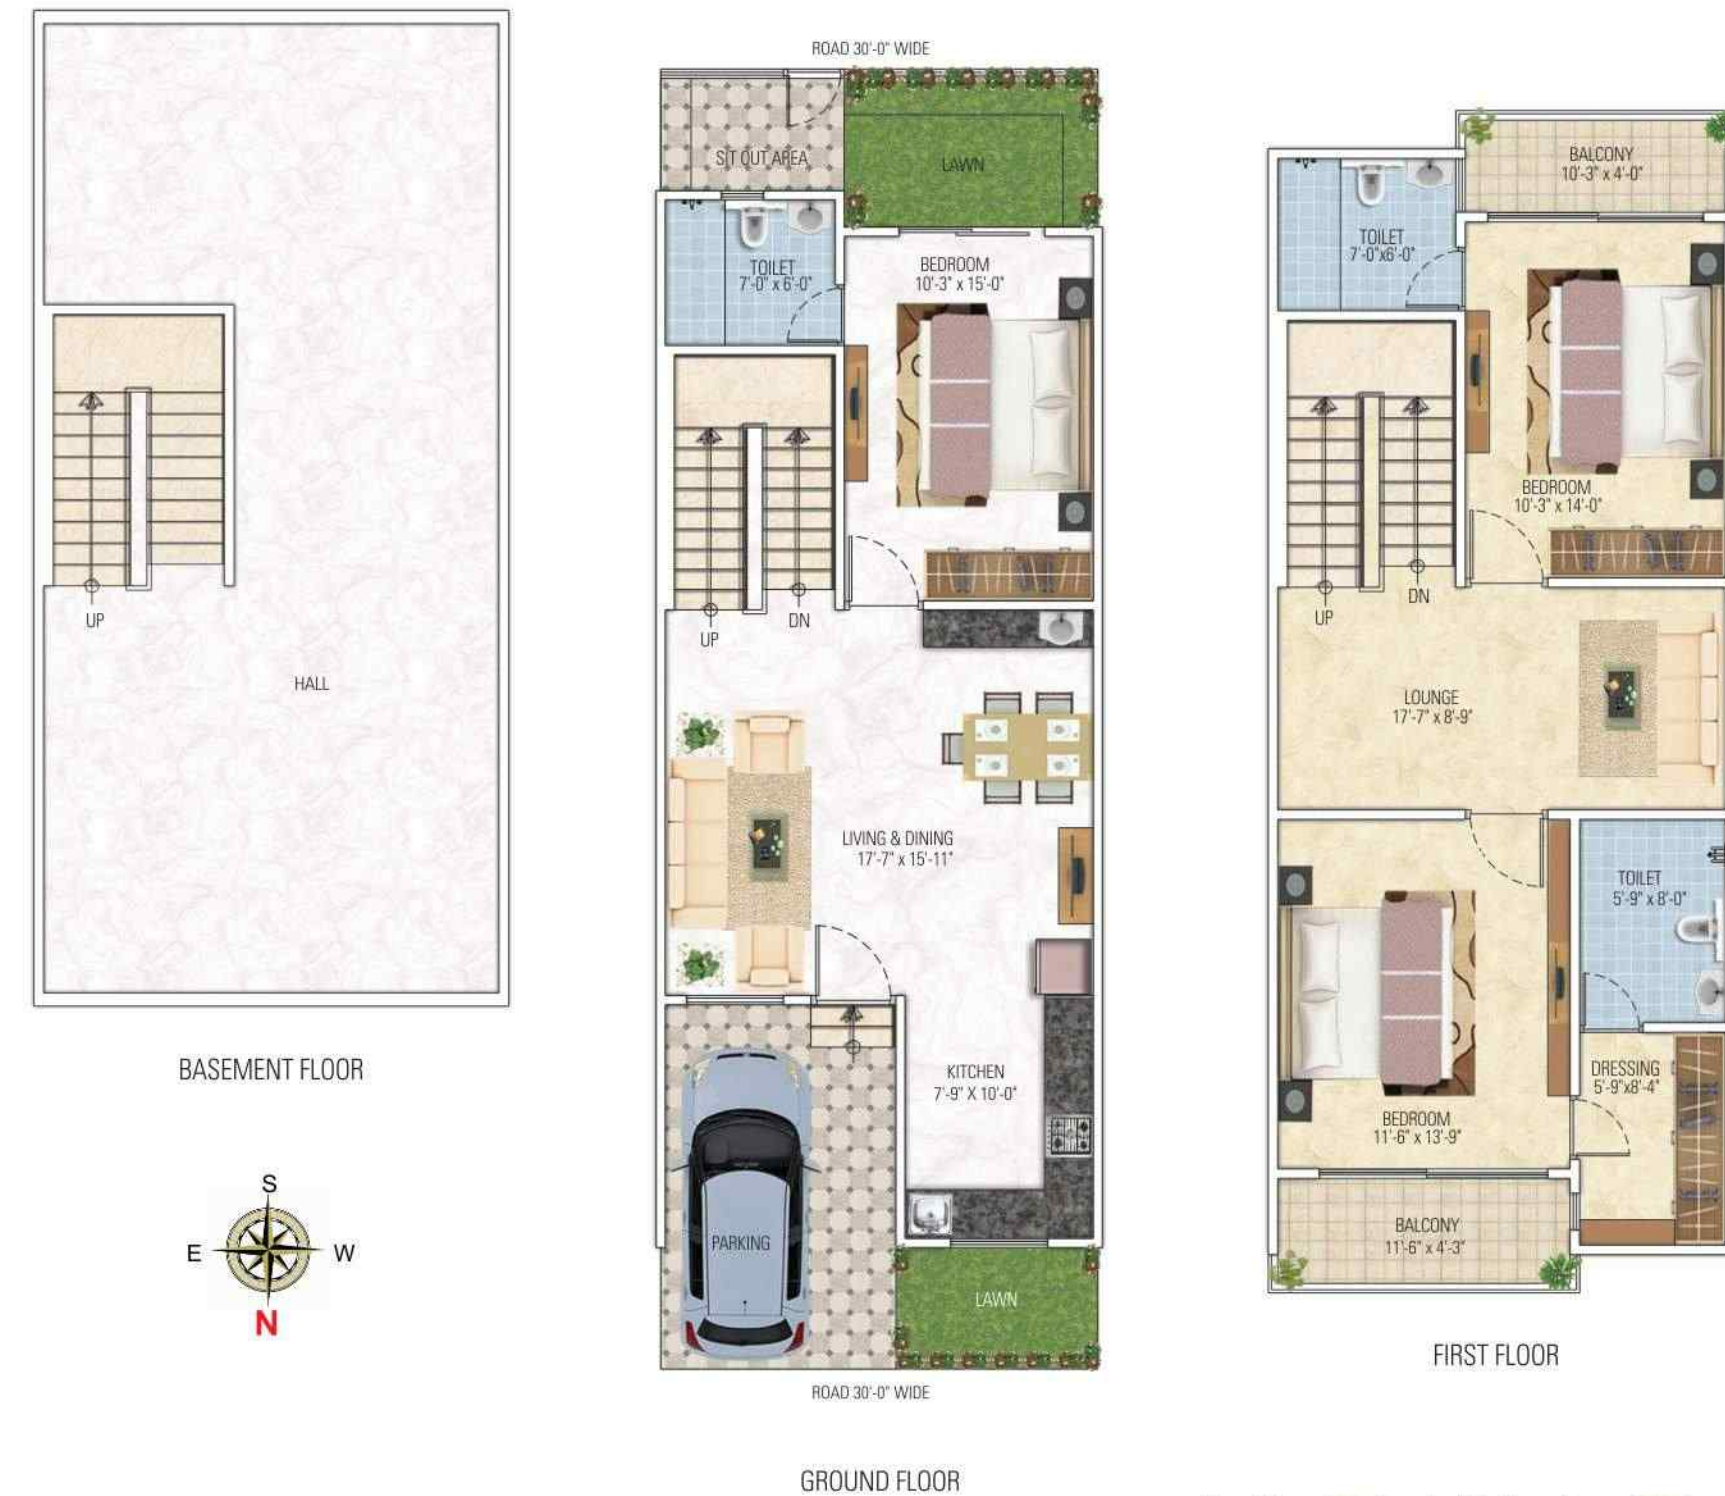 UP
HALL
BASEMENT FLOOR
S
E
W
N
ROAD 30'-0" WIDE
SIT OUT AREA
LAWN
TOILET
7'-0" x 6'-0"
BEDROOM
10'-3" x 15'-0"
UP
DN
LIVING & DINING
17'-7" x 15'-11"
KITCHEN
7'-9" X 10'-0"
PARKING
LAWN
ROAD 30'-0" WIDE
GROUND FLOOR
BALCONY
10'-3" x 4'-0"
TOILET
7'-0"x6'-0"
BEDROOM
10'-3" x 14'-0"
UP
DN
LOUNGE
17'-7" x 8'-9"
TOILET
5'-9" x 8'-0"
DRESSING
5'-9"x8'-4"
BEDROOM
11'-6" x 13'-9"
BALCONY
11'-6" x 4'-3"
FIRST FLOOR